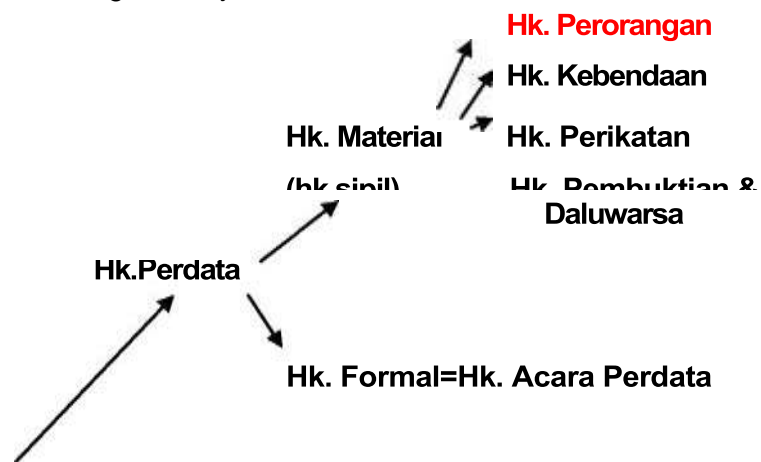 Hk. Perorangan
Hk. Kebendaan
Hk. Material
Hk. Perikatan
(hk sipil)
Hk. Pembuktian &
Daluwarsa
Hk.Perdata
Hk. Formal=Hk. Acara Perdata